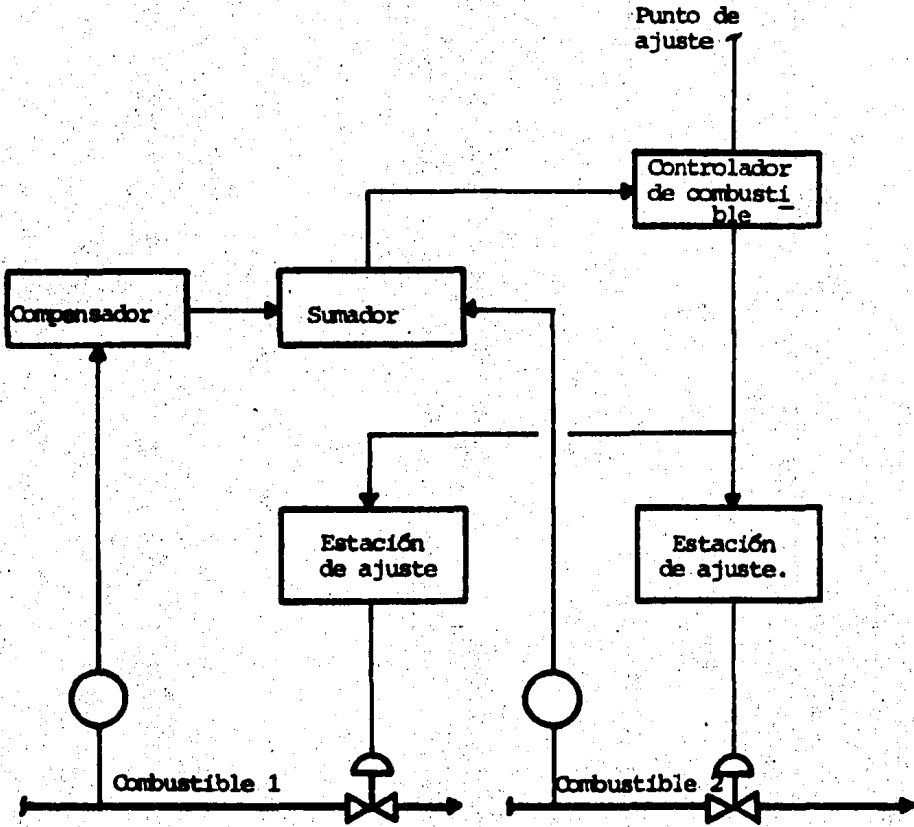 Punto de
ajuste
Controlador
de combusti
ble
Compensador
Sumador
Estación
de ajuste
Estación
de ajuste.
Combustible 1
Combustible 2